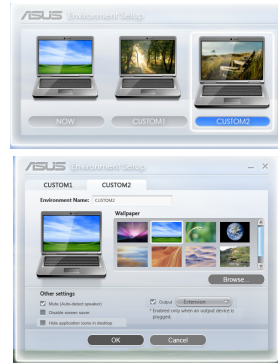 ASUS Environment Setup
NOW CUSTOM1 CUSTOM2
ASUS Environment Setup
CUSTOM1 CUSTOM2
Environment Name: CUSTOM2
Wallpaper
Browse...
Other settings
Mute (Auto-detect speaker)
Disable screen saver
Hide application icons in desktop
Output Extension
* Enabled only when an output device is
plugged.
OK Cancel